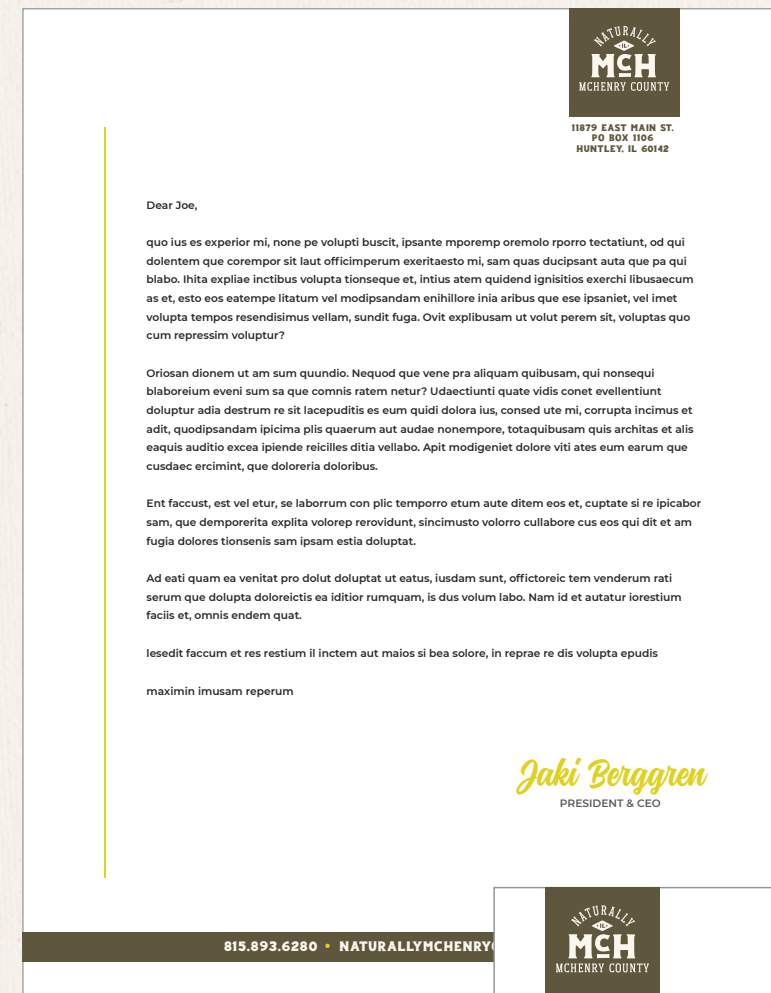 NATURALLY
IL
McH
MCHENRY COUNTY
11879 EAST MAIN ST.
PO BOX 1106
HUNTLEY, IL 60142
Dear Joe,
quo ius es experior mi, none pe volupti buscit, ipsante mporemp oremolo rporro tectatiunt, od qui
dolentem que corempor sit laut officimperum exeritaesto mi, sam quas ducipsant auta que pa qui
blabo. Ihita expliae inctibus volupta tionseque et, intius atem quidend ignisitios exerchi libusaecum
as et, esto eos eatempe litatum vel modipsandam enihillore inia aribus que ese ipsaniet, vel imet
volupta tempos resendisimus vellam, sundit fuga. Ovit explibusam ut volut perem sit, voluptas quo
cum repressim voluptur?
Oriosan dionem ut am sum quundio. Nequod que vene pra aliquam quibusam, qui nonsequi
blaboreium eveni sum sa que comnis ratem netur? Udaectiunti quate vidis conet evellentiunt
doluptur adia destrum re sit lacepuditis es eum quidi dolora ius, consed ute mi, corrupta incimus et
adit, quodipsandam ipicima plis quaerum aut audae nonempore, totaquibusam quis architas et alis
eaquis auditio excea ipiende reicilles ditia vellabo. Apit modigeniet dolore viti ates eum earum que
cusdaec ercimint, que doloreria doloribus.
Ent faccust, est vel etur, se laborrum con plic temporro etum aute ditem eos et, cuptate si re ipicabor
sam, que demporerita explita volorep rerovidunt, sincimusto volorro cullabore cus eos qui dit et am
fugia dolores tionsenis sam ipsam estia doluptat.
Ad eati quam ea venitat pro dolut doluptat ut eatus, iusdam sunt, offictoreic tem venderum rati
serum que dolupta doloreictis ea iditior rumquam, is dus volum labo. Nam id et autatur iorestium
faciis et, omnis endem quat.
Iesedit faccum et res restium il inctem aut maios si bea solore, in reprae re dis volupta epudis
maximin imusam reperum
Jaki Berggren
PRESIDENT & CEO
815.893.6280 • NATURALLYMCHENRY
NATURALLY
IL
McH
MCHENRY COUNTY